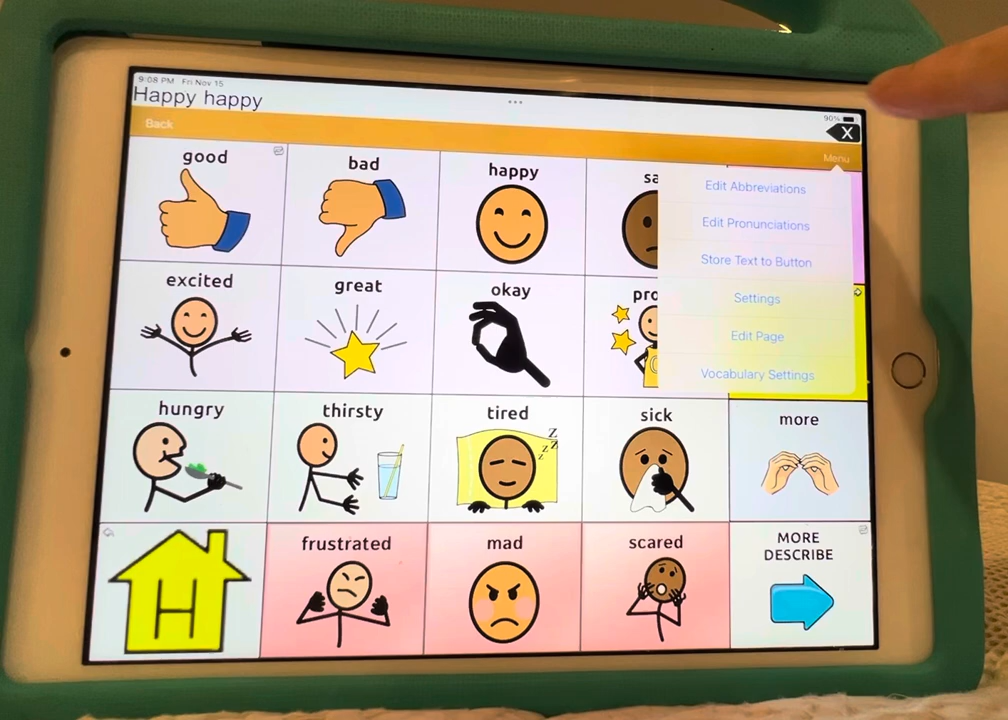 9:08 PM Fri Nov 15
90%
Happy happy
X
Back
Menu
good
bad
happy
sa
Edit Abbreviations
Edit Pronunciations
Store Text to Button
Settings
Edit Page
Vocabulary Settings
excited
great
okay
pro
hungry
thirsty
tired
sick
more
z
z
Z
H
frustrated
mad
scared
MORE
DESCRIBE